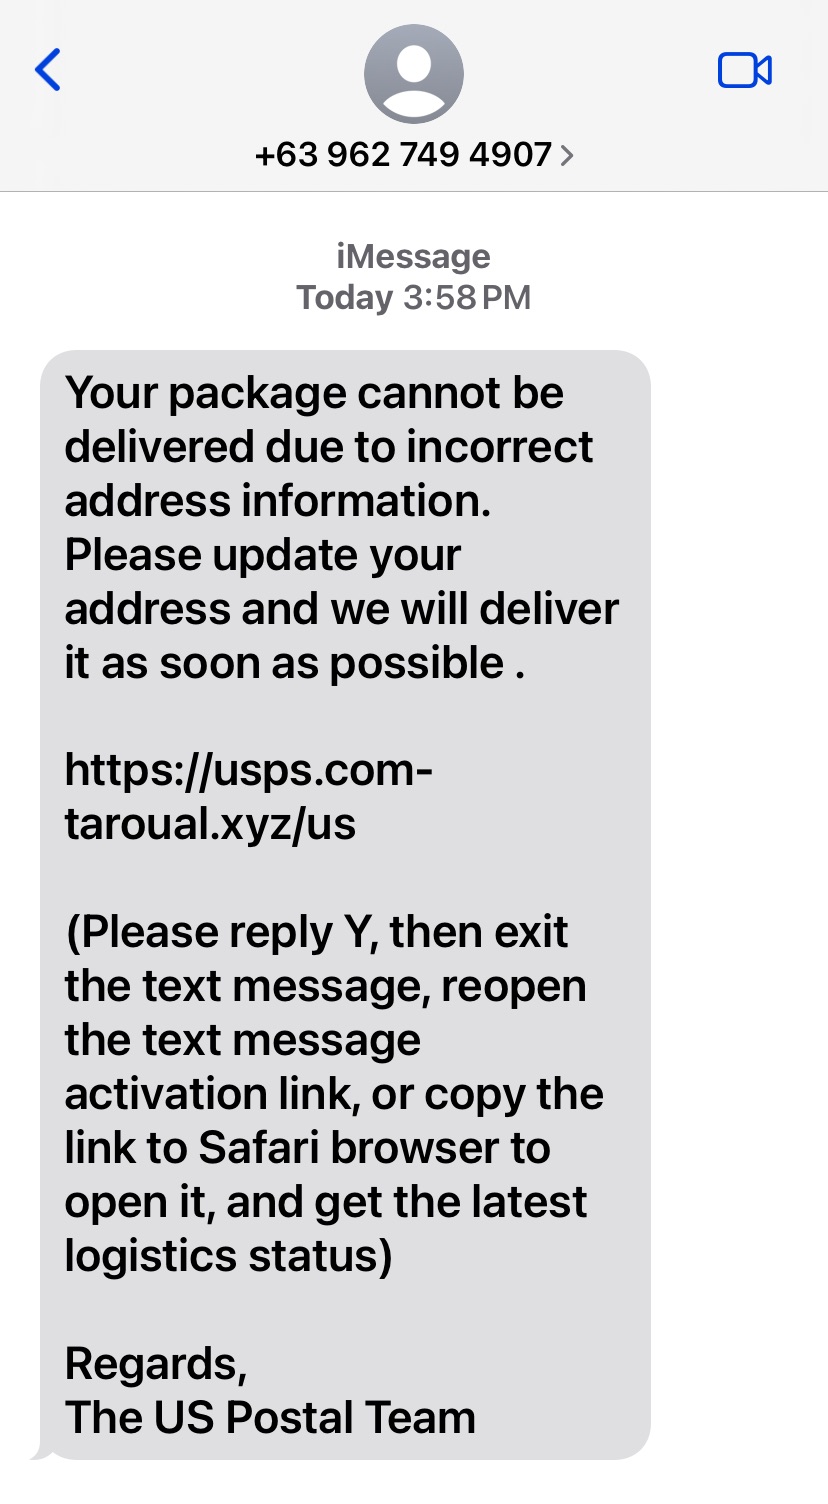 +63 962 749 4907
iMessage
Today 3:58 PM
Your package cannot be
delivered due to incorrect
address information.
Please update your
address and we will deliver
it as soon as possible .
https://usps.com-
taroual.xyz/us
(Please reply Y, then exit
the text message, reopen
the text message
activation link, or copy the
link to Safari browser to
open it, and get the latest
logistics status)
Regards,
The US Postal Team